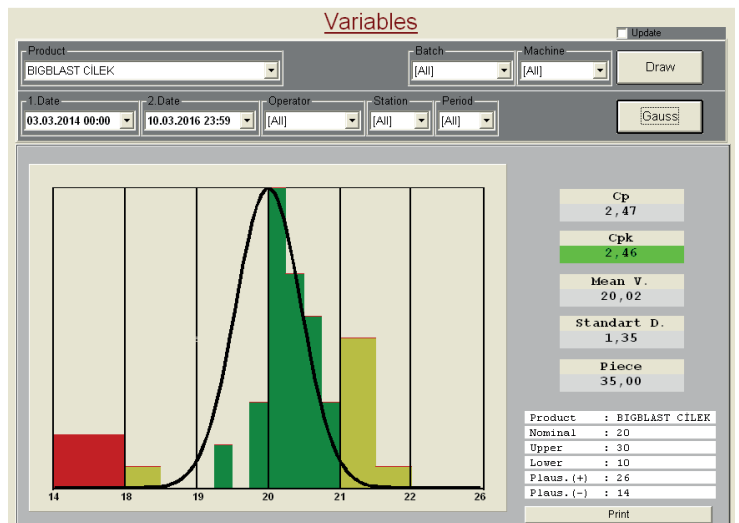 Variables
Update
Product
Batch
Machine
BIGBLAST CİLEK
[All]
[All]
Draw
1.Date
2.Date
Operator
Station
Period
03.03.2014 00:00
10.03.2016 23:59
[All]
[All]
[All]
Gauss
Cp
2,47
Cpk
2,46
Mean V.
20,02
Standart D.
1,35
Piece
35,00
Product : BIGBLAST CİLEK
Nominal : 20
Upper : 30
Lower : 10
Plaus.(+) : 26
Plaus.(-) : 14
14 18 19 20 21 22 26
Print